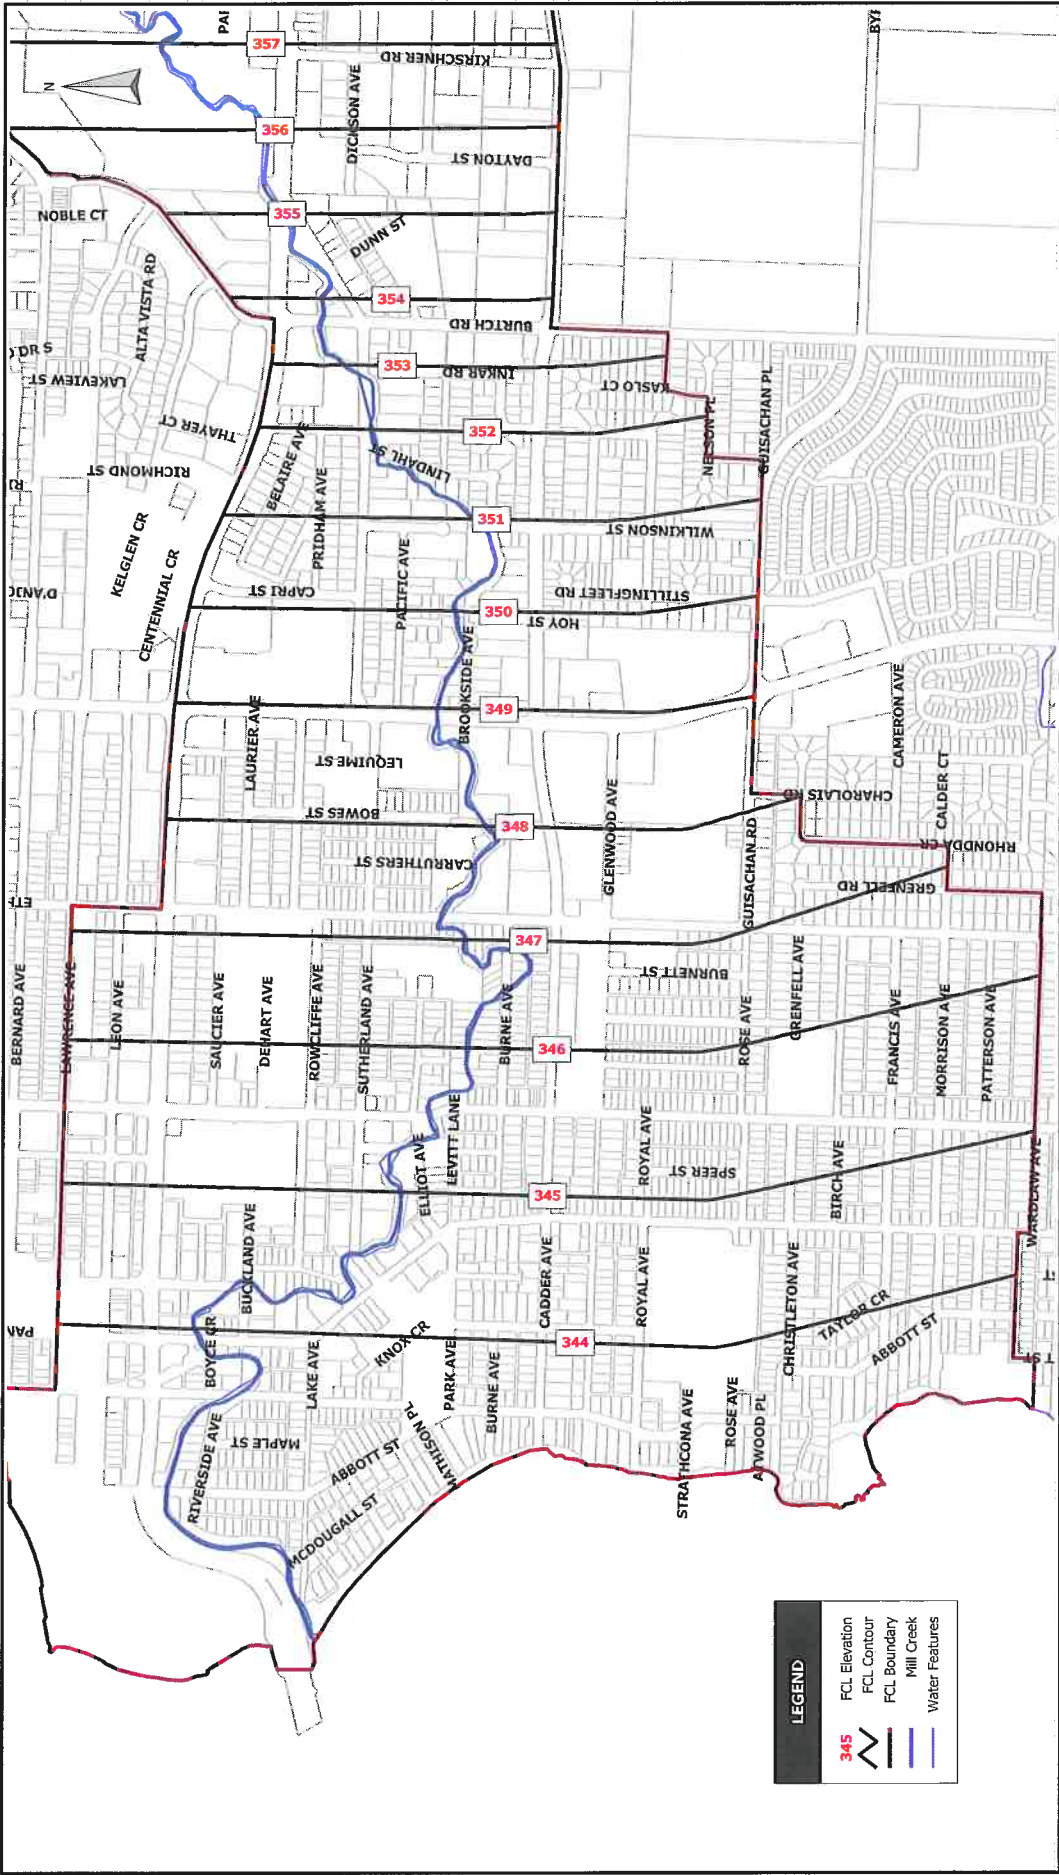 357
KIRSCHNER RD
N
DICKSON AVE
356
DAYTON ST
NOBLE CT
355
DUNN ST
ALTA VISTA RD
354
BURTCH RD
DR S
LAKEVIEW ST
353
INKAR RD
KASLO CT
THAYER CT
352
NELSON PL
GUISACHAN PL
RICHMOND ST
BELAIRE AVE
LINDAHL ST
PRIDHAM AVE
351
WILKINSON ST
KELGLEN CR
CENTENNIAL CR
CAPRI ST
PACIFIC AVE
350
STILLINGFLEET RD
HOY ST
BROOKSIDE AVE
349
LAURIER AVE
LEQUIME ST
CAMERON AVE
BOWES ST
348
GLENWOOD AVE
GUISACHAN RD
CHAROLAIS RD
CALDER CT
RHONDDA CR
CARRUTHERS ST
GRENFELL RD
347
BURNETT ST
BERNARD AVE
LAWRENCE AVE
LEON AVE
SAUCIER AVE
DEHART AVE
ROWCLIFFE AVE
SUTHERLAND AVE
BURNE AVE
346
ROSE AVE
GRENFELL AVE
FRANCIS AVE
MORRISON AVE
PATTERSON AVE
ELLIOT AVE
LEVITT LANE
345
ROYAL AVE
SPEER ST
BIRCH AVE
WARDLAW AVE
BUCKLAND AVE
CADDER AVE
ROYAL AVE
CHRISTLETON AVE
TAYLOR CR
ABBOTT ST
BOYCE CR
LAKE AVE
KNOX CR
PARK AVE
BURNE AVE
344
RIVERSIDE AVE
MAPLE ST
ABBOTT ST
MATHISON PL
MCDOUGALL ST
STRATHCONA AVE
ROSE AVE
ATWOOD PL
LEGEND
345 FCL Elevation
FCL Contour
FCL Boundary
Mill Creek
Water Features